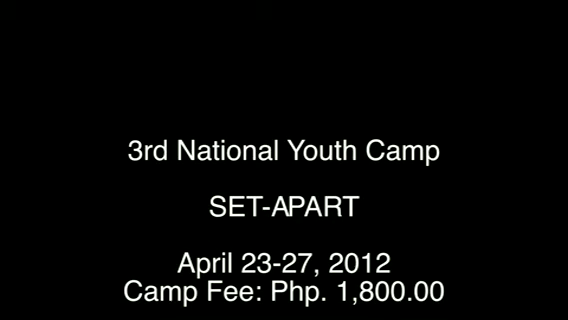 3rd National Youth Camp
SET-APART
April 23-27, 2012
Camp Fee: Php. 1,800.00